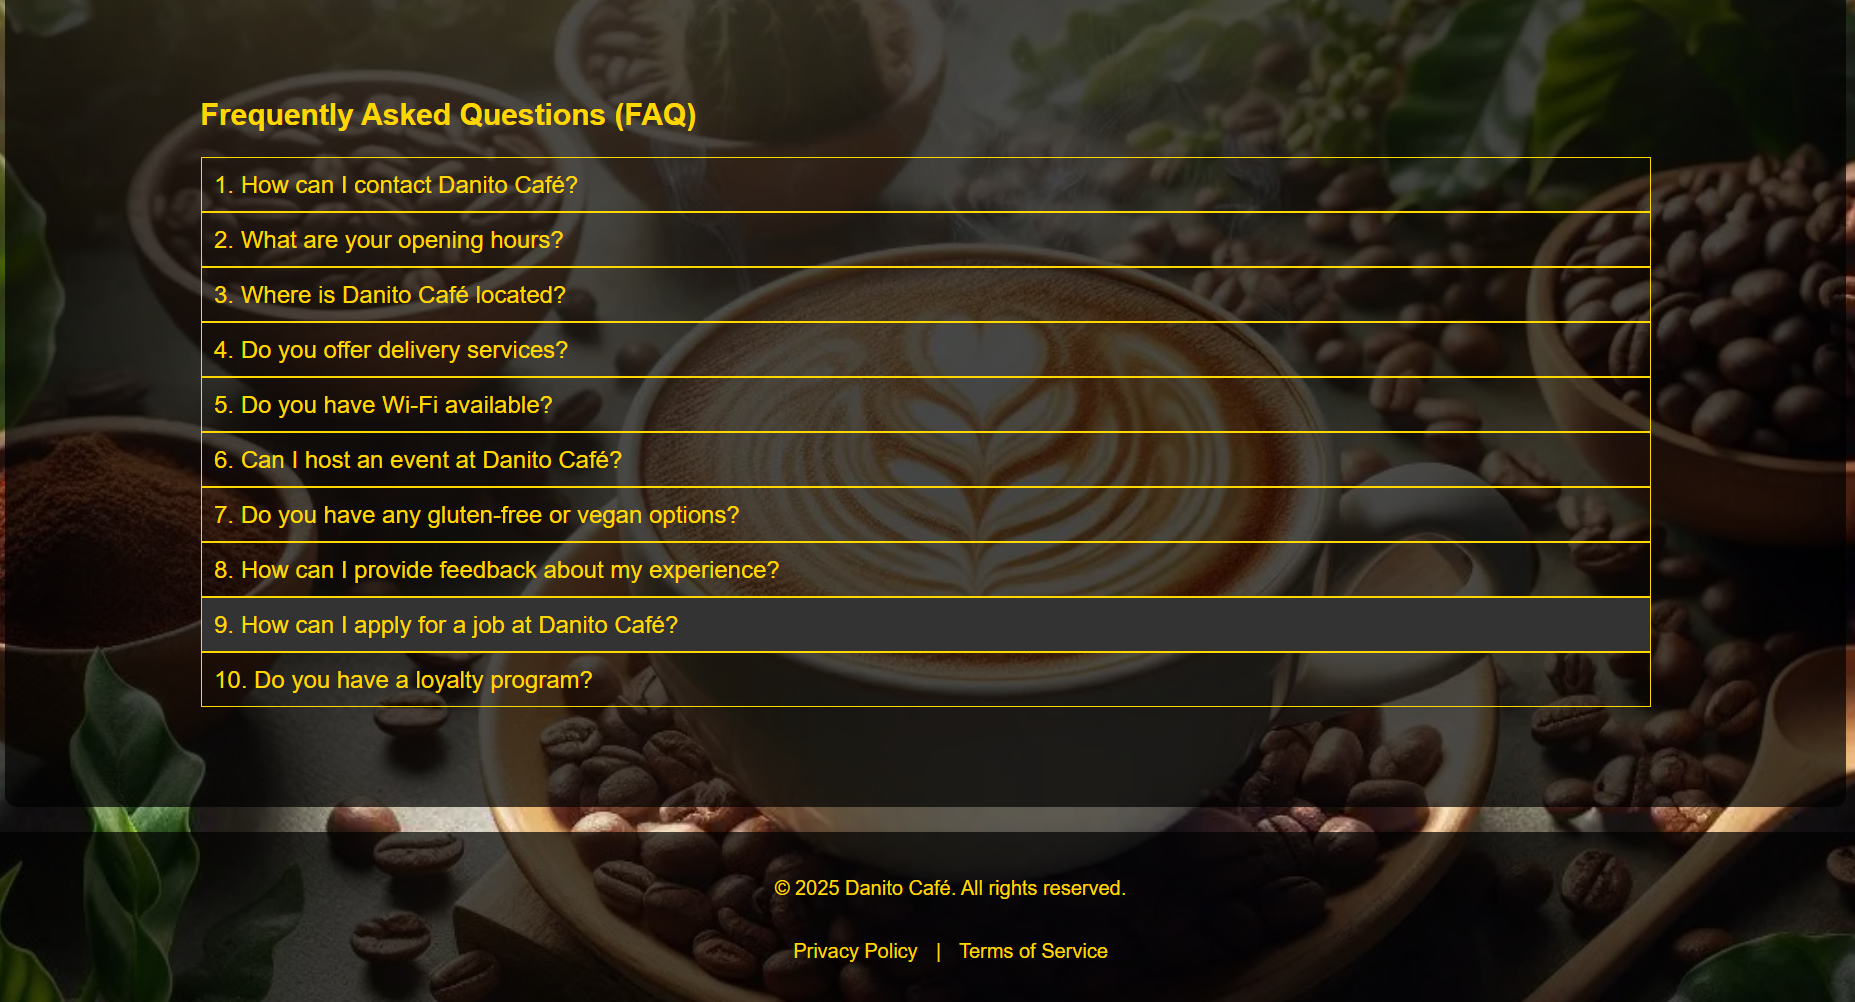 Frequently Asked Questions (FAQ)
1. How can I contact Danito Café?
2. What are your opening hours?
3. Where is Danito Café located?
4. Do you offer delivery services?
5. Do you have Wi-Fi available?
6. Can I host an event at Danito Café?
7. Do you have any gluten-free or vegan options?
8. How can I provide feedback about my experience?
9. How can I apply for a job at Danito Café?
10. Do you have a loyalty program?
© 2025 Danito Café. All rights reserved.
Privacy Policy | Terms of Service